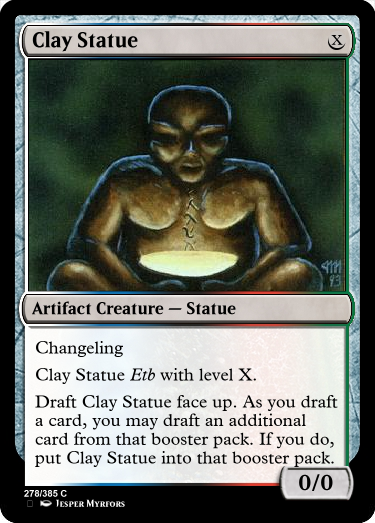 Clay Statue
X
Artifact Creature — Statue
Changeling
Clay Statue Etb with level X.
Draft Clay Statue face up. As you draft
a card, you may draft an additional
card from that booster pack. If you do,
put Clay Statue into that booster pack.
0/0
278/385 C
Jesper Myrfors